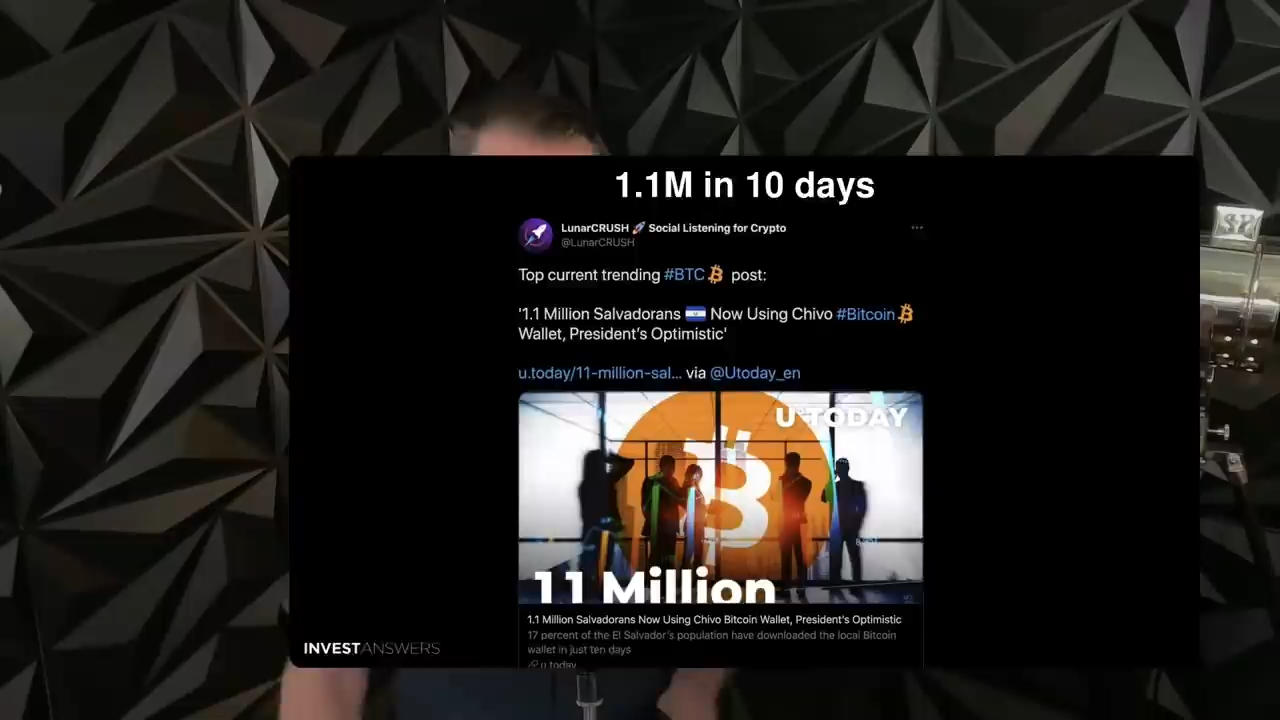 1.1M in 10 days
LunarCRUSH 🚀 Social Listening for Crypto
@LunarCRUSH
Top current trending #BTC post:
'1.1 Million Salvadorans 🇸🇻 Now Using Chivo #Bitcoin
Wallet, President's Optimistic'
u.today/11-million-sal... via @Utoday_en
U TODAY
11 Million
1.1 Million Salvadorans Now Using Chivo Bitcoin Wallet, President's Optimistic
17 percent of the El Salvador's population have downloaded the local Bitcoin
wallet in just ten days
u.today
INVESTANSWERS